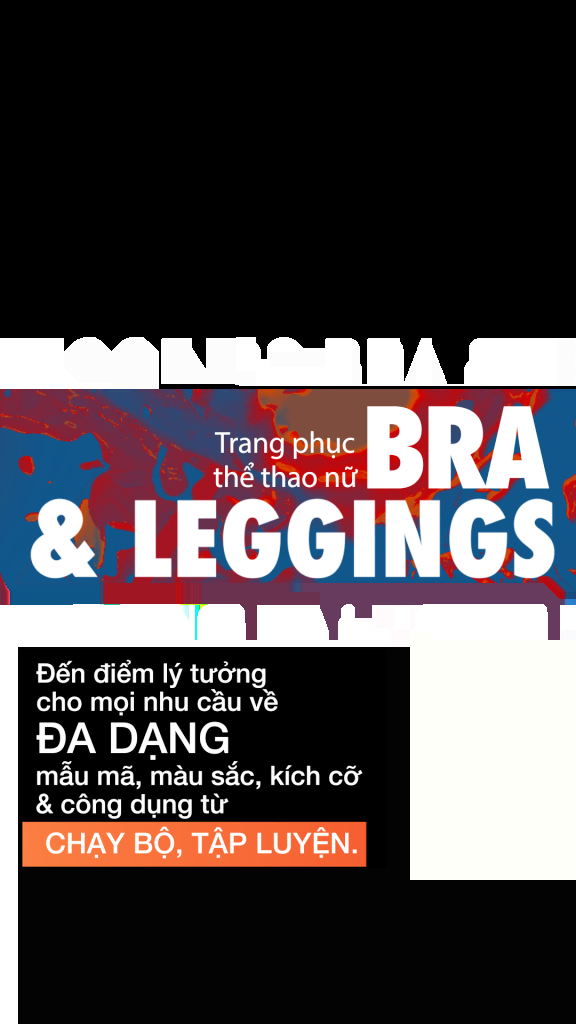 Trang phục
thể thao nữ BRA
& LEGGINGS
Đến điểm lý tưởng
cho mọi nhu cầu về
ĐA DẠNG
mẫu mã, màu sắc, kích cỡ
& công dụng từ
CHẠY BỘ, TẬP LUYỆN.